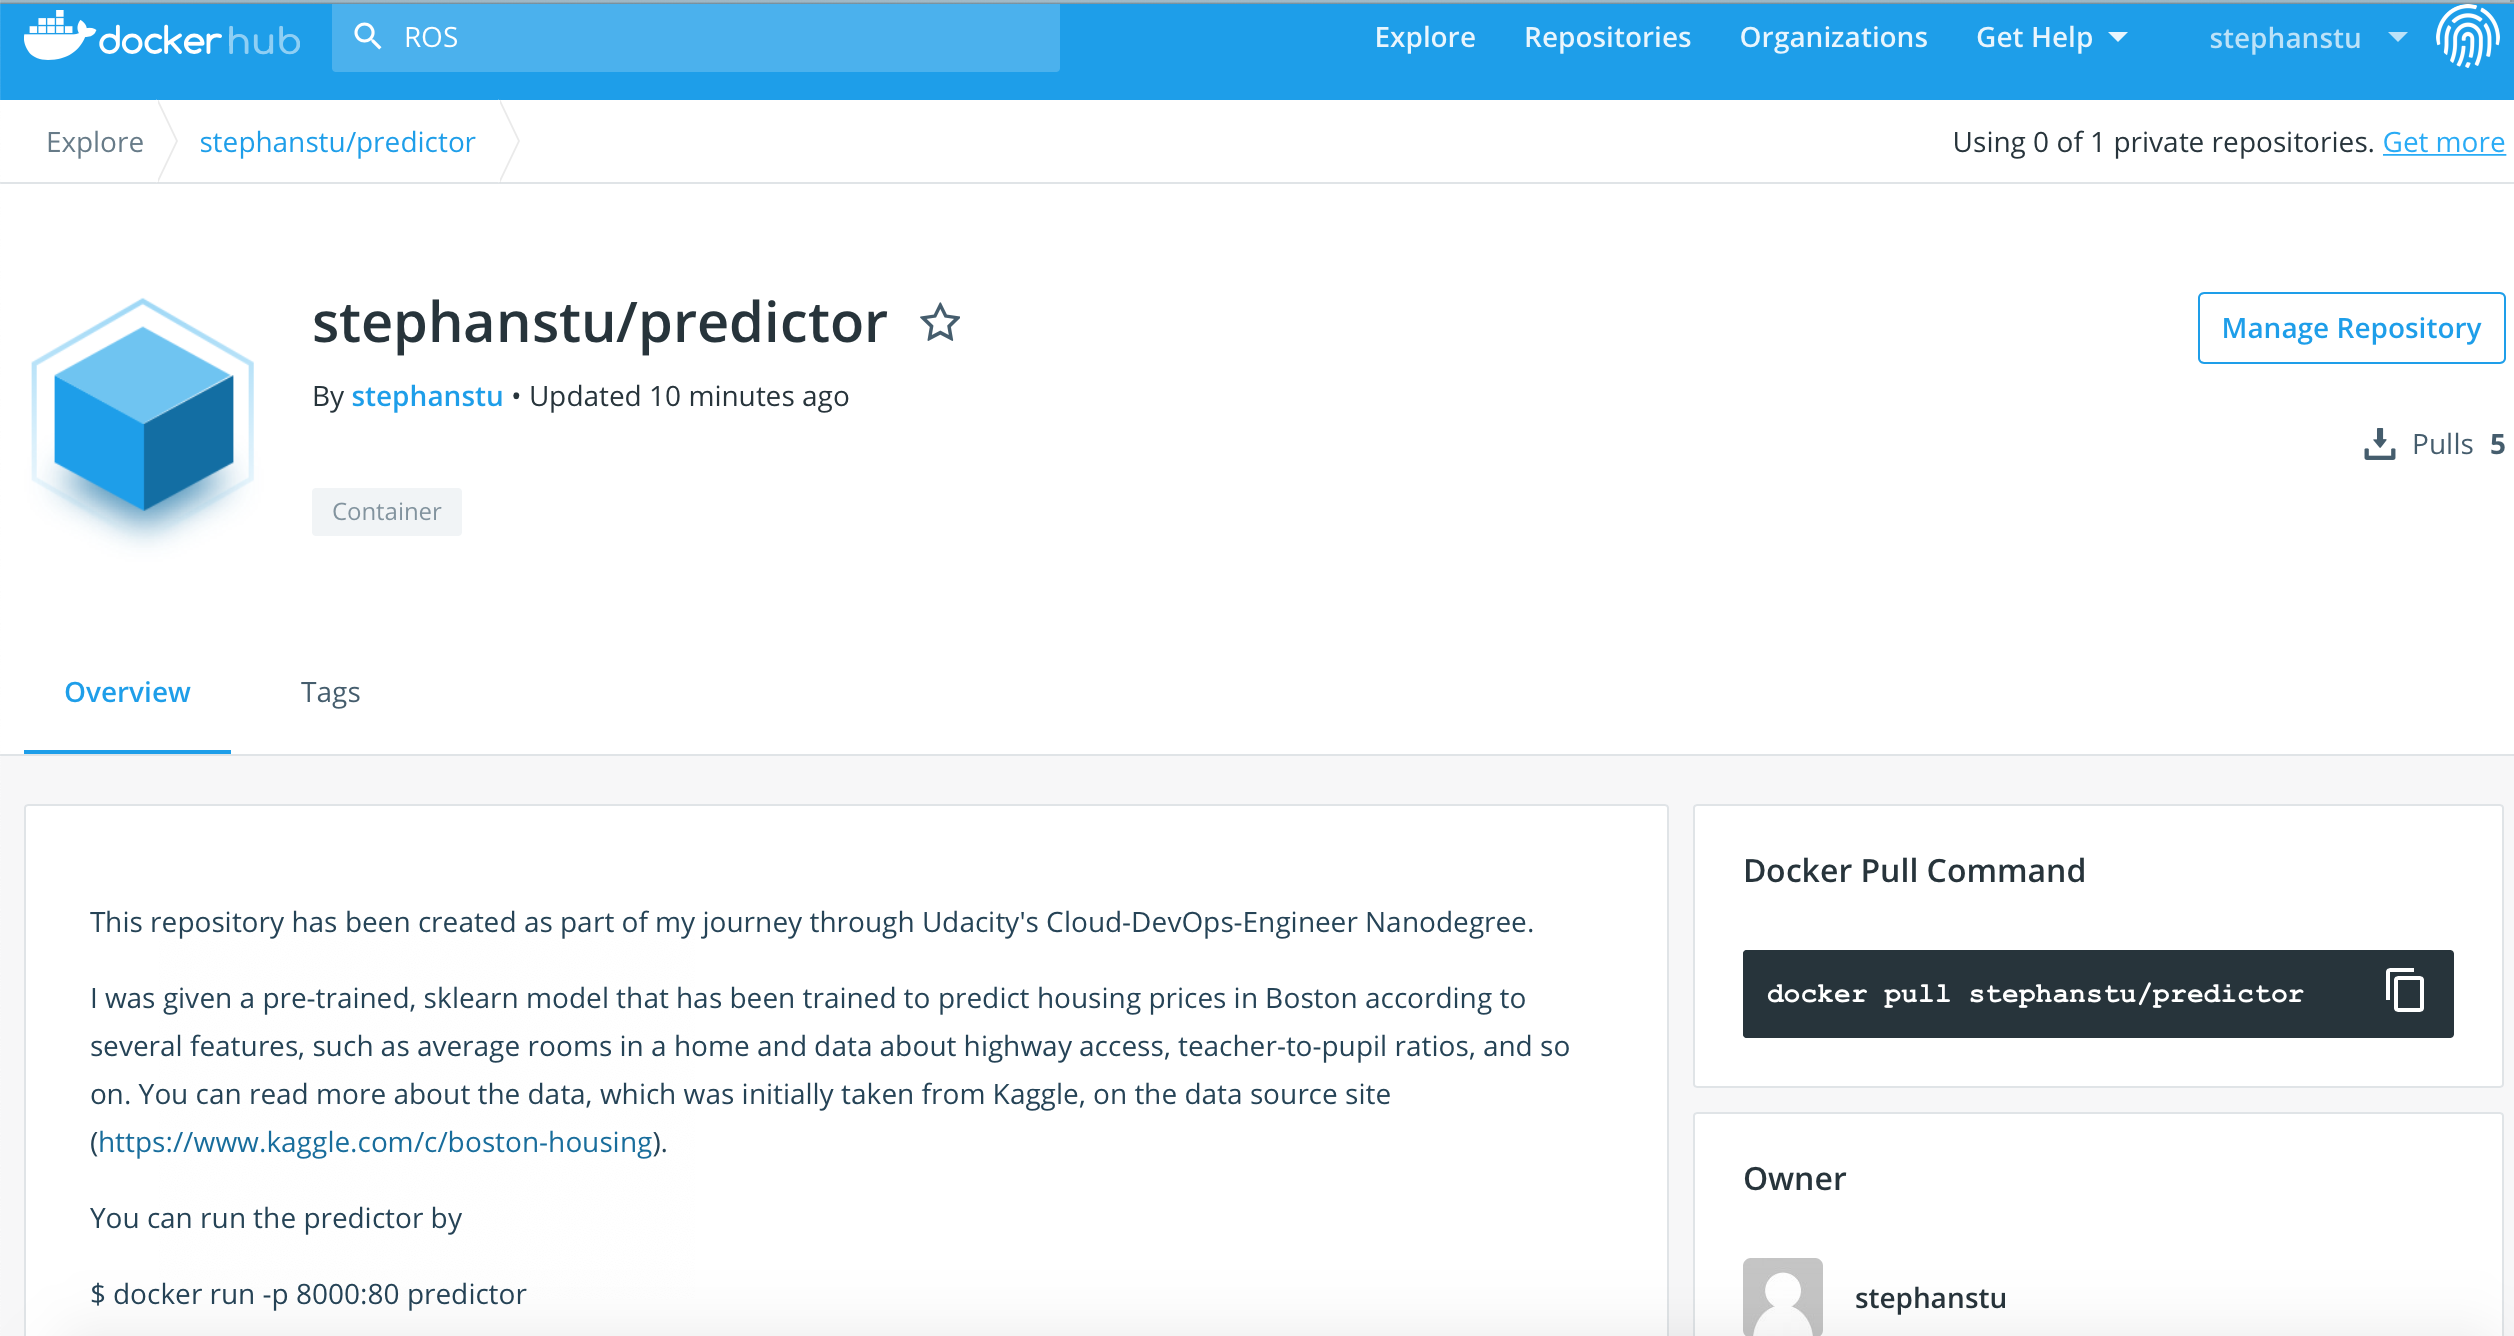 docker hub
ROS
Explore
Repositories
Organizations
Get Help
stephanstu
Explore
stephanstu/predictor
Using 0 of 1 private repositories. Get more
stephanstu/predictor
Manage Repository
By stephanstu • Updated 10 minutes ago
Pulls 5
Container
Overview
Tags
This repository has been created as part of my journey through Udacity's Cloud-DevOps-Engineer Nanodegree.
I was given a pre-trained, sklearn model that has been trained to predict housing prices in Boston according to
several features, such as average rooms in a home and data about highway access, teacher-to-pupil ratios, and so
on. You can read more about the data, which was initially taken from Kaggle, on the data source site
(https://www.kaggle.com/c/boston-housing).
You can run the predictor by
$ docker run -p 8000:80 predictor
Docker Pull Command
docker pull stephanstu/predictor
Owner
stephanstu